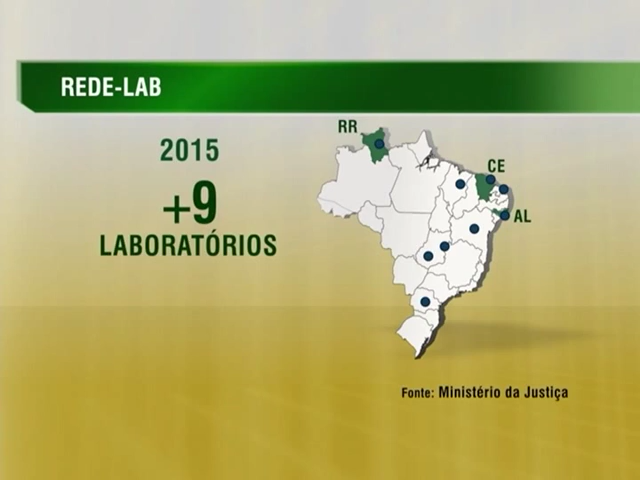 REDE-LAB
2015
+9
LABORATÓRIOS
RR
CE
AL
Fonte: Ministério da Justiça